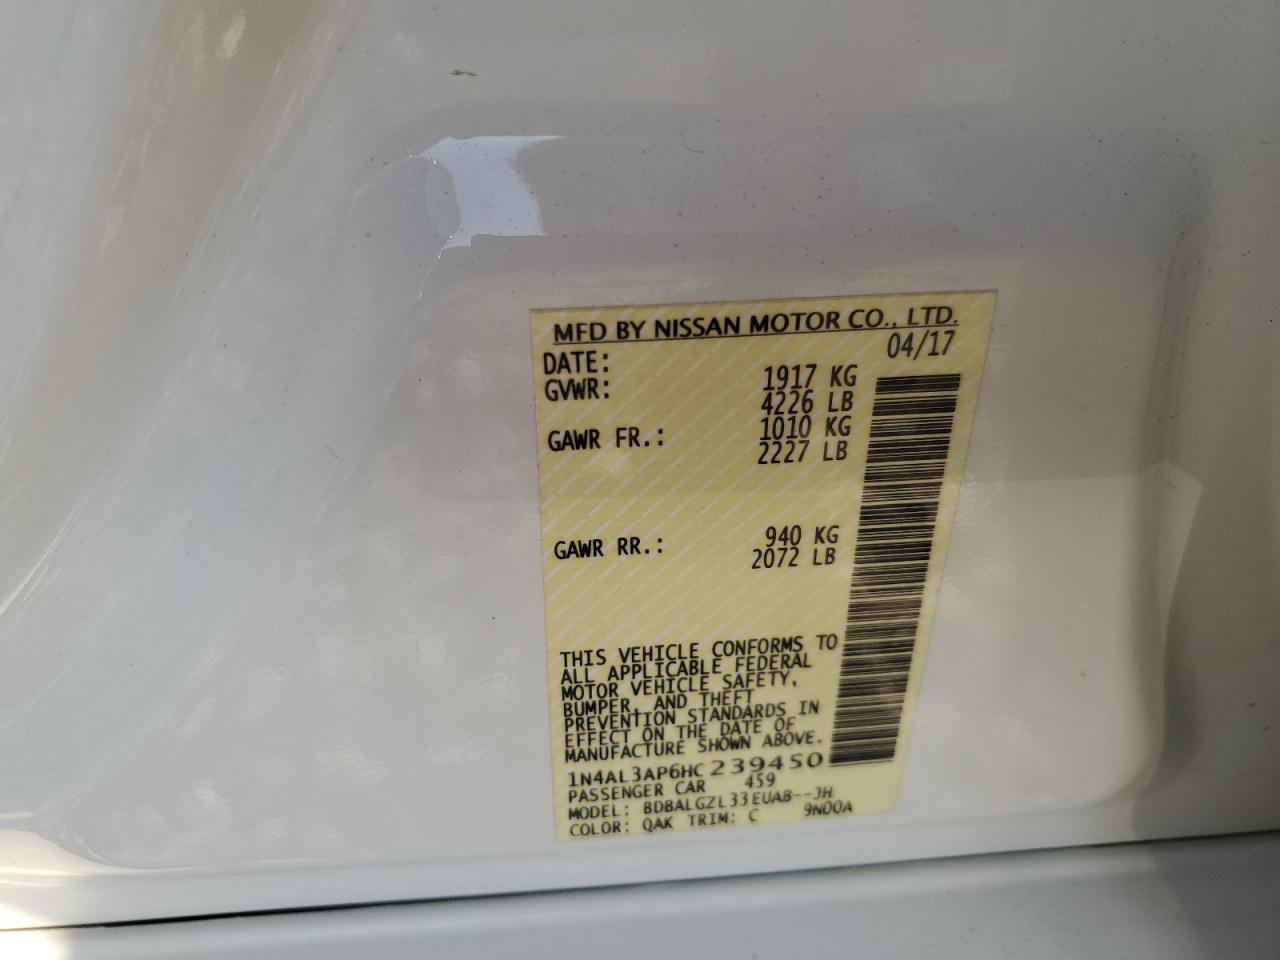 MFD BY NISSAN MOTOR CO., LTD.
DATE: 04/17
GVWR: 1917 KG
4226 LB
GAWR FR.: 1010 KG
2227 LB
GAWR RR.: 940 KG
2072 LB
THIS VEHICLE CONFORMS TO
ALL APPLICABLE FEDERAL
MOTOR VEHICLE SAFETY,
BUMPER, AND THEFT
PREVENTION STANDARDS IN
EFFECT ON THE DATE OF
MANUFACTURE SHOWN ABOVE.
1N4AL3AP6HC239450
PASSENGER CAR 459
MODEL: BDBALGZL33EUAB--JH
COLOR: QAK TRIM: C 9N00A